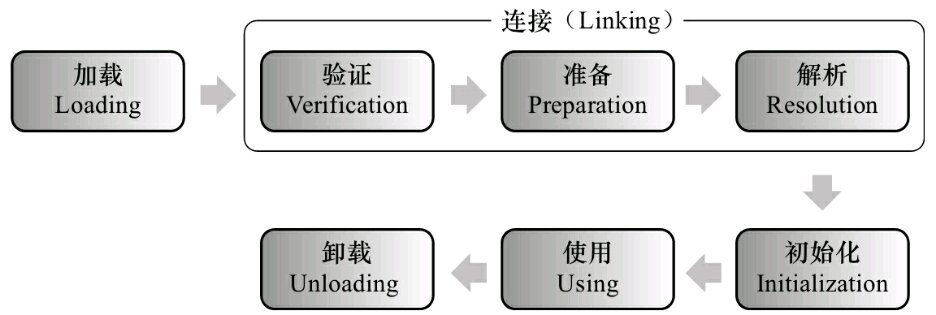 连接（Linking）
加载
Loading
验证
Verification
准备
Preparation
解析
Resolution
初始化
Initialization
使用
Using
卸载
Unloading